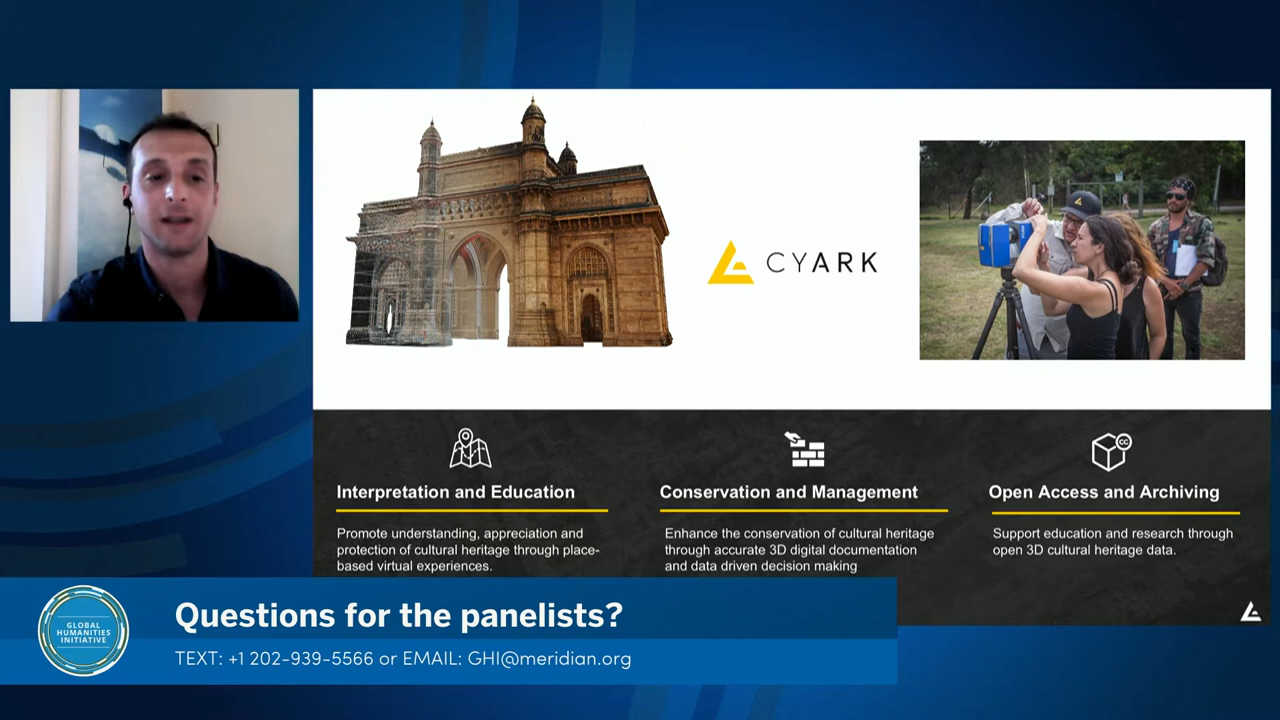 CYARK
Interpretation and Education
Promote understanding, appreciation and
protection of cultural heritage through place-
based virtual experiences.
Conservation and Management
Enhance the conservation of cultural heritage
through accurate 3D digital documentation
and data driven decision making
CC
Open Access and Archiving
Support education and research through
open 3D cultural heritage data.
GLOBAL
HUMANITIES
INITIATIVE
Questions for the panelists?
TEXT: +1 202-939-5566 or EMAIL: GHI@meridian.org